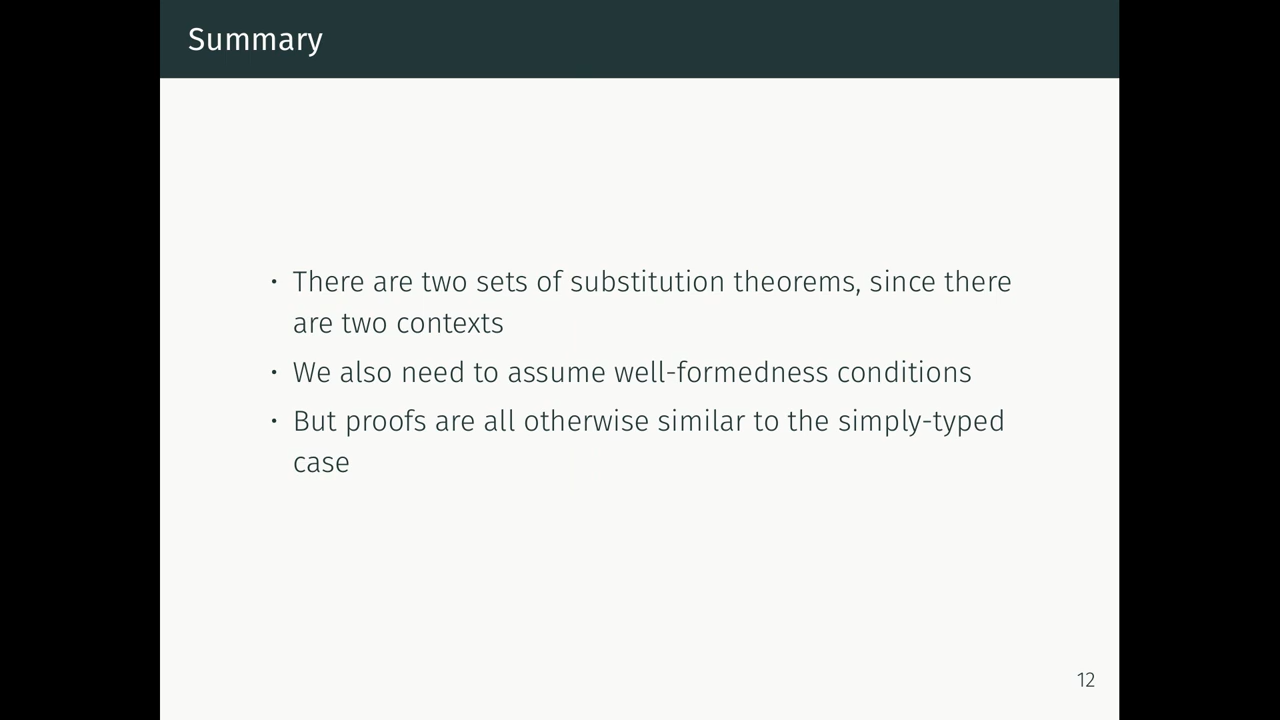 Summary
· There are two sets of substitution theorems, since there
are two contexts
· We also need to assume well-formedness conditions
· But proofs are all otherwise similar to the simply-typed
case
12